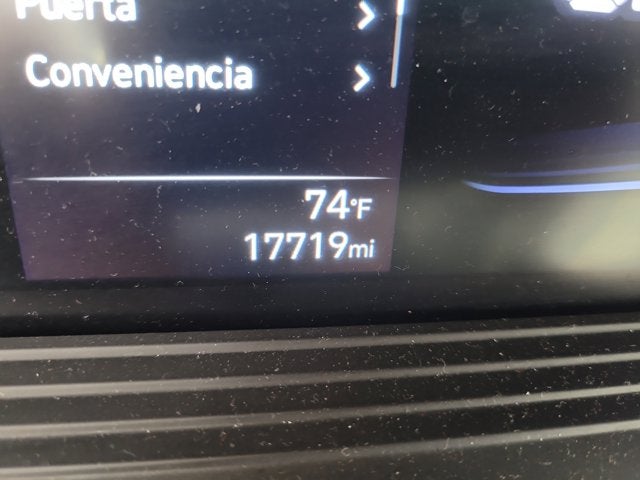 Puerta
Conveniencia
74°F
17719mi